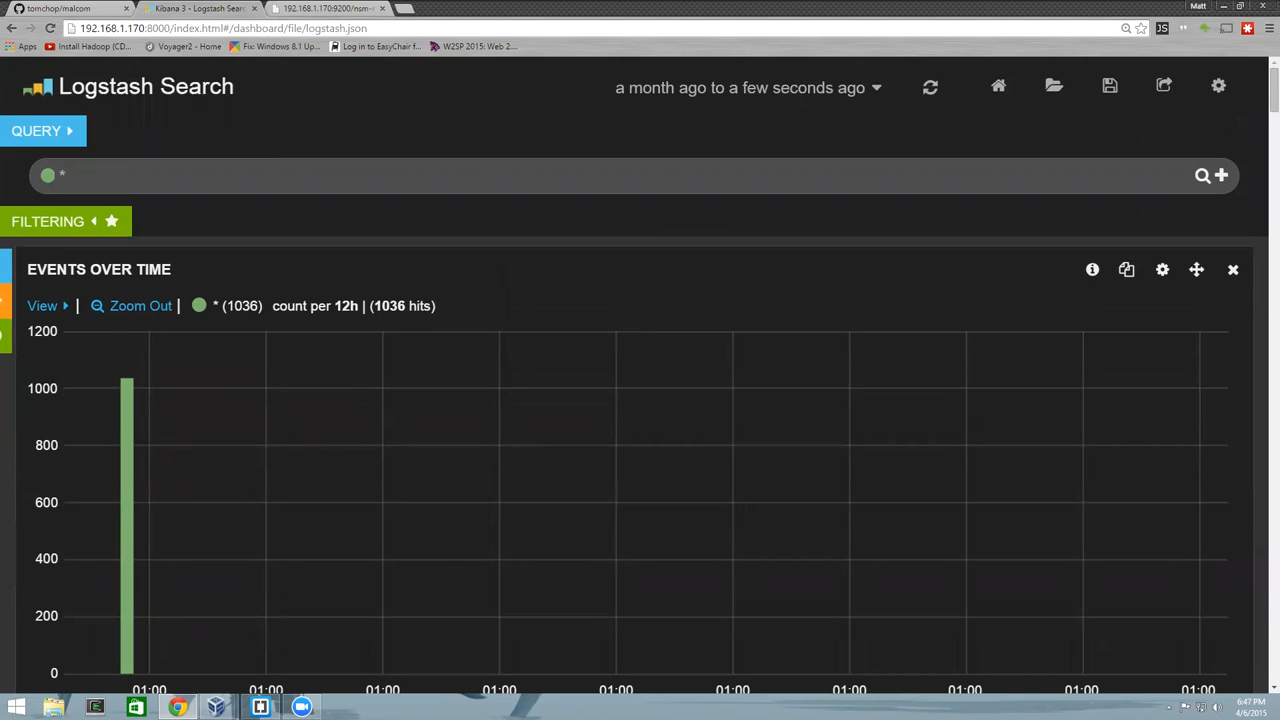 tomchop/malcom
Kibana 3 - Logstash Searc
192.168.1.170:9200/nsm-
Matt
192.168.1.170:8000/index.html#/dashboard/file/logstash.json
Apps
Install Hadoop (CD...
Voyager2 - Home
Fix: Windows 8.1 Up...
Log in to EasyChair f...
W2SP 2015: Web 2...
Logstash Search
a month ago to a few seconds ago
QUERY
*
FILTERING
EVENTS OVER TIME
View | Zoom Out | * (1036) count per 12h | (1036 hits)
1200
1000
800
600
400
200
0
01:00 01:00 01:00 01:00 01:00 01:00 01:00 01:00 01:00 01:00
6:47 PM
4/6/2015